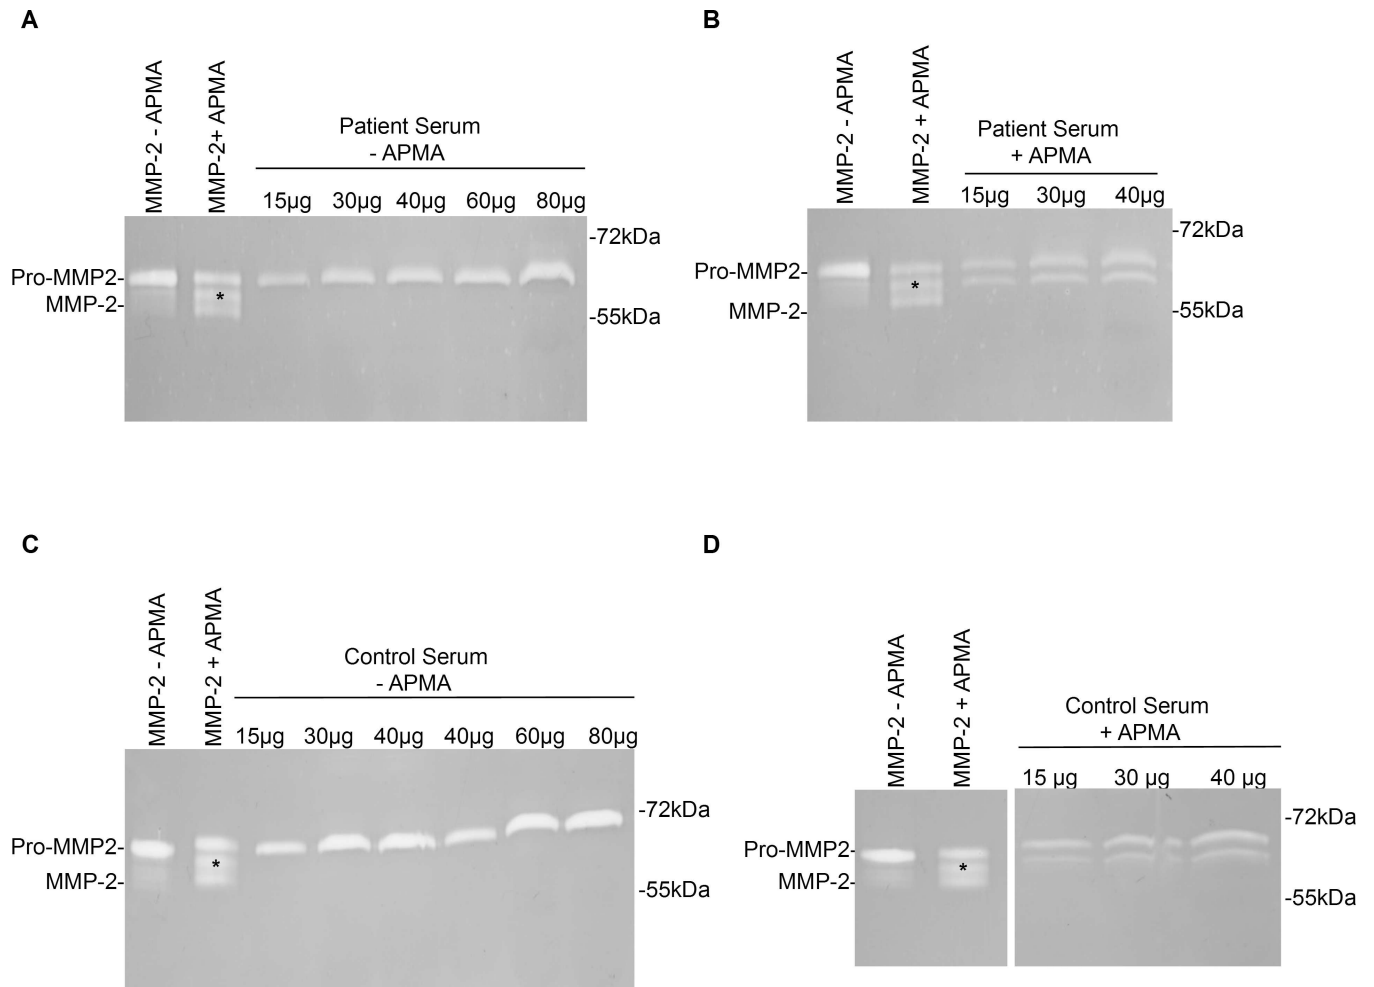 A
MMP-2 - APMA
MMP-2+ APMA
Patient Serum
- APMA
15µg 30µg 40µg 60µg 80µg
-72kDa
Pro-MMP2-
*
MMP-2-
-55kDa
B
MMP-2 - APMA
MMP-2 + APMA
Patient Serum
+ APMA
15µg 30µg 40µg
-72kDa
Pro-MMP2-
*
MMP-2-
-55kDa
C
MMP-2 - APMA
MMP-2 + APMA
Control Serum
- APMA
15µg 30µg 40µg 40µg 60µg 80µg
-72kDa
Pro-MMP2-
*
MMP-2-
-55kDa
D
MMP-2 - APMA
MMP-2 + APMA
Control Serum
+ APMA
15 µg 30 µg 40 µg
-72kDa
Pro-MMP2-
*
MMP-2-
-55kDa